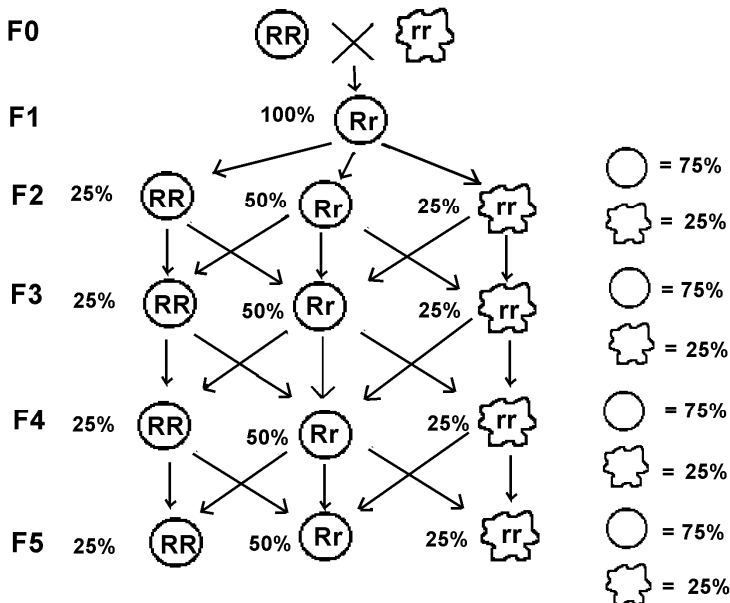 F0 RR rr
F1 100% Rr
F2 25% RR 50% Rr 25% rr
= 75%
= 25%
F3 25% RR 50% Rr 25% rr
= 75%
= 25%
F4 25% RR 50% Rr 25% rr
= 75%
= 25%
F5 25% RR 50% Rr 25% rr
= 75%
= 25%